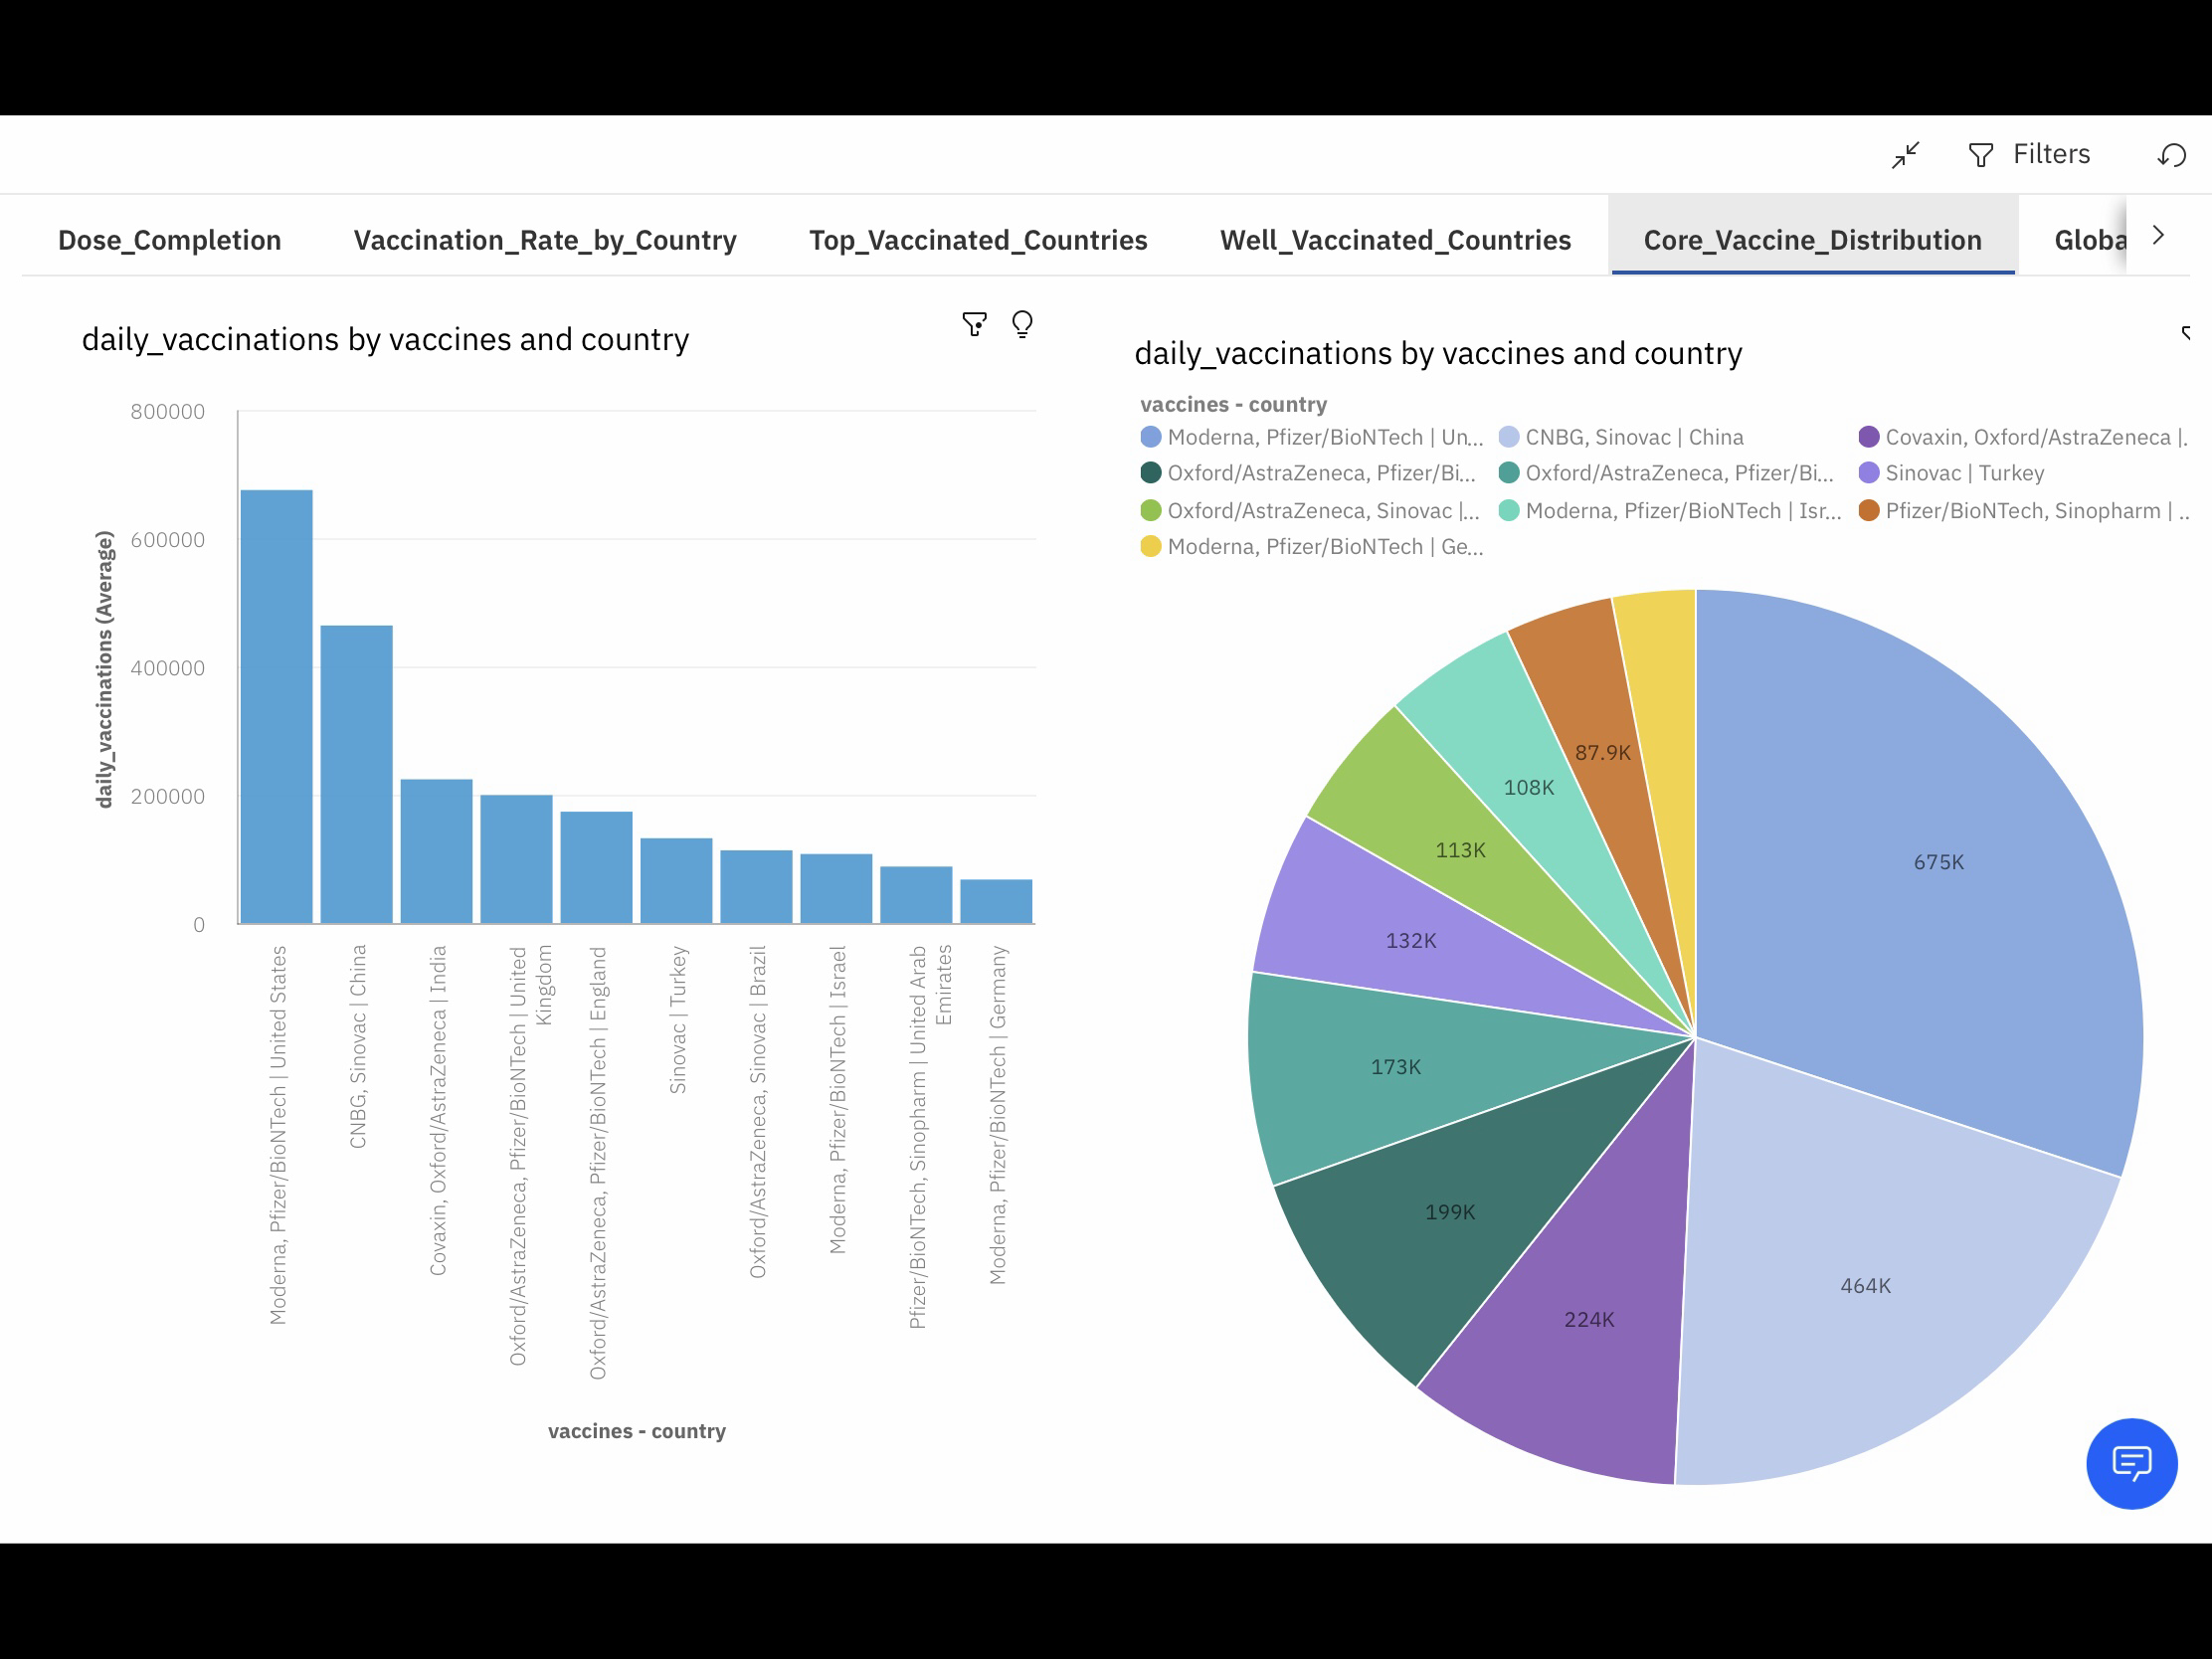 Filters
Dose_Completion
Vaccination_Rate_by_Country
Top_Vaccinated_Countries
Well_Vaccinated_Countries
Core_Vaccine_Distribution
Globa
daily_vaccinations by vaccines and country
daily_vaccinations (Average)
800000
600000
400000
200000
0
Moderna, Pfizer/BioNTech | United States
CNBG, Sinovac | China
Covaxin, Oxford/AstraZeneca | India
Oxford/AstraZeneca, Pfizer/BioNTech | United
Kingdom
Oxford/AstraZeneca, Pfizer/BioNTech | England
Sinovac | Turkey
Oxford/AstraZeneca, Sinovac | Brazil
Moderna, Pfizer/BioNTech | Israel
Pfizer/BioNTech, Sinopharm | United Arab
Emirates
Moderna, Pfizer/BioNTech | Germany
vaccines - country
daily_vaccinations by vaccines and country
vaccines - country
Moderna, Pfizer/BioNTech | Un...
CNBG, Sinovac | China
Covaxin, Oxford/AstraZeneca |.
Oxford/AstraZeneca, Pfizer/Bi...
Oxford/AstraZeneca, Pfizer/Bi...
Sinovac | Turkey
Oxford/AstraZeneca, Sinovac |...
Moderna, Pfizer/BioNTech | Isr...
Pfizer/BioNTech, Sinopharm | ..
Moderna, Pfizer/BioNTech | Ge...
87.9K
108K
113K
132K
173K
199K
224K
464K
675K